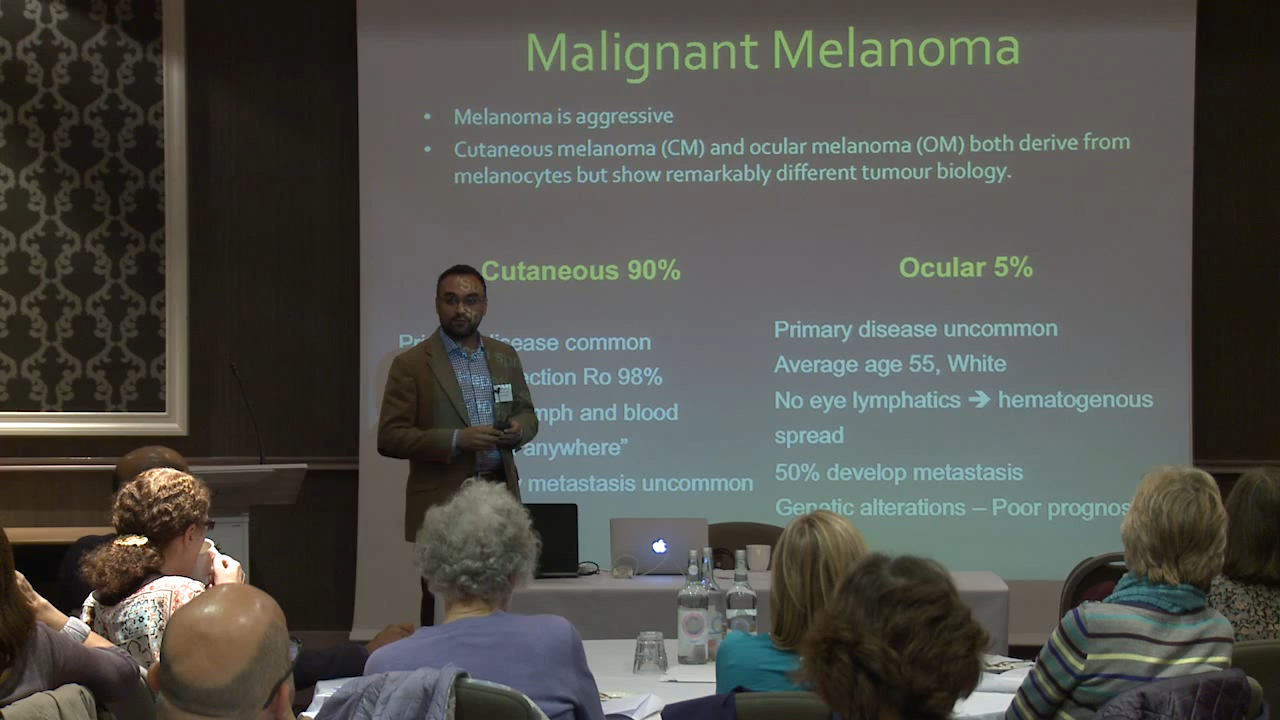 Malignant Melanoma
• Melanoma is aggressive
• Cutaneous melanoma (CM) and ocular melanoma (OM) both derive from
melanocytes but show remarkably different tumour biology.
Cutaneous 90%
disease common
Ro 98%
and blood
anywhere”
metastasis uncommon
Ocular 5%
Primary disease uncommon
Average age 55, White
No eye lymphatics ➔ hematogenous
spread
50% develop metastasis
Genetic alterations – Poor